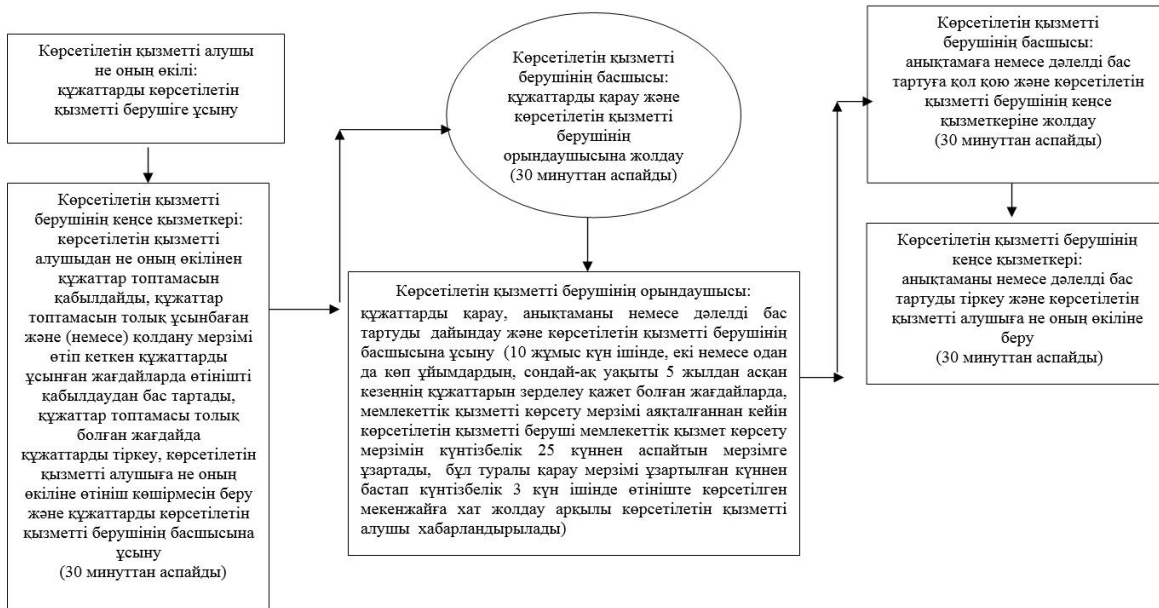 Көрсетілетін қызметті алушы
не оның өкілі:
құжаттарды көрсетілетін
қызметті берушіге ұсыну
Көрсетілетін қызметті
берушінің кеңсе қызметкері:
көрсетілетін қызметті
алушыдан не оның өкілінен
құжаттар топтамасын
қабылдайды, құжаттар
топтамасын толық ұсынбаған
және (немесе) қолдану мерзімі
өтіп кеткен құжаттарды
ұсынған жағдайларда өтінішті
қабылдаудан бас тартады,
құжаттар топтамасы толық
болған жағдайда
құжаттарды тіркеу, көрсетілетін
қызметті алушыға не оның
өкіліне өтініш көшірмесін беру
және құжаттарды көрсетілетін
қызметті берушінің басшысына
ұсыну
(30 минуттан аспайды)
Көрсетілетін қызметті
берушінің басшысы:
құжаттарды қарау және
көрсетілетін қызметті
берушінің
орындаушысына жолдау
(30 минуттан аспайды)
Көрсетілетін қызметті берушінің орындаушысы:
құжаттарды қарау, анықтаманы немесе дәлелді бас
тартуды дайындау және көрсетілетін қызметті берушінің
басшысына ұсыну (10 жұмыс күн ішінде, екі немесе одан
да көп ұйымдардын, сондай-ақ уақыты 5 жылдан асқан
кезеңнің құжаттарын зерделеу қажет болған жағдайларда,
мемлекеттік қызметті көрсету мерзімі аяқталғаннан кейін
көрсетілетін қызметті беруші мемлекеттік қызмет көрсету
мерзімін күнтізбелік 25 күннен аспайтын мерзімге
ұзартады, бұл туралы қарау мерзімі ұзартылған күннен
бастап күнтізбелік 3 күн ішінде өтініште көрсетілген
мекенжайға хат жолдау арқылы көрсетілетін қызметті
алушы хабарландырылады)
Көрсетілетін қызметті
берушінің басшысы:
анықтамаға немесе дәлелді бас
тартуға қол қою және көрсетілетін
қызметті берушінің кеңсе
қызметкеріне жолдау
(30 минуттан аспайды)
Көрсетілетін қызметті берушінің
кеңсе қызметкері:
анықтаманы немесе дәлелді бас
тартуды тіркеу және көрсетілетін
қызметті алушыға не оның өкіліне
беру
(30 минуттан аспайды)